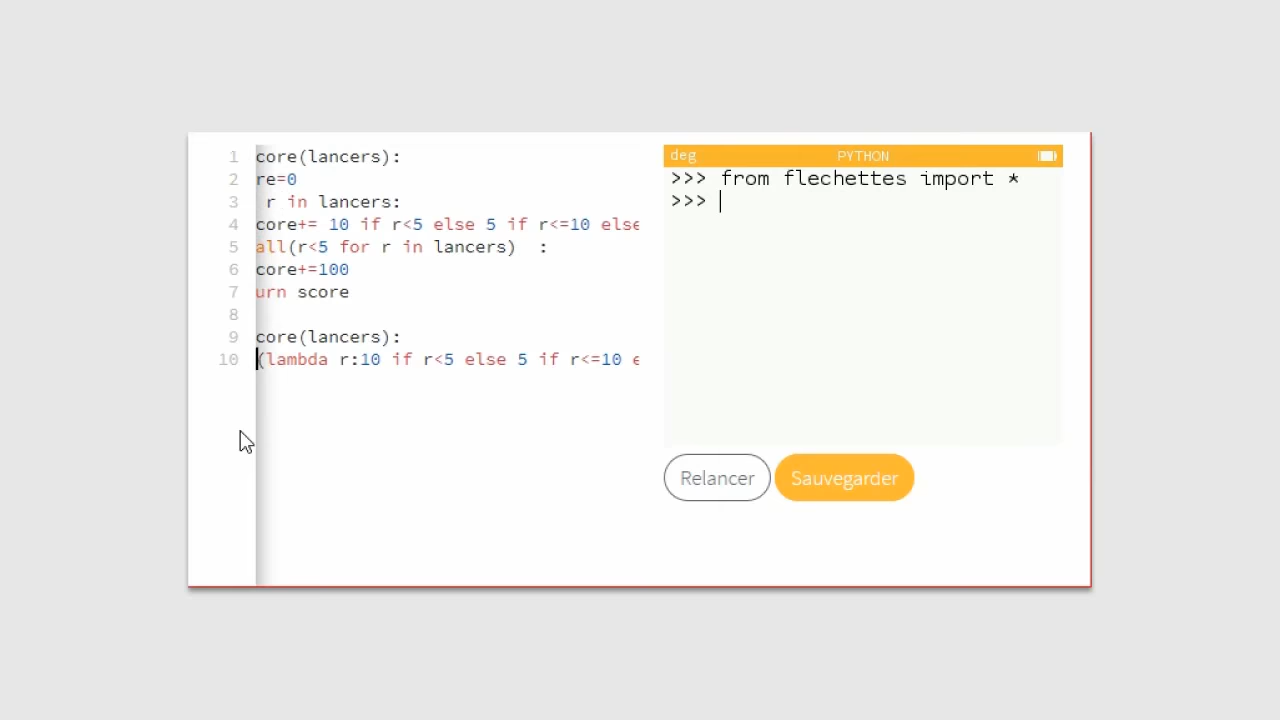 1 core(lancers):
2 re=0
3 r in lancers:
4 core+= 10 if r<5 else 5 if r<=10 else
5 all(r<5 for r in lancers) :
6 core+=100
7 urn score
8
9 core(lancers):
10 (lambda r:10 if r<5 else 5 if r<=10 e
deg PYTHON
>>> from flechettes import *
>>>
Relancer Sauvegarder